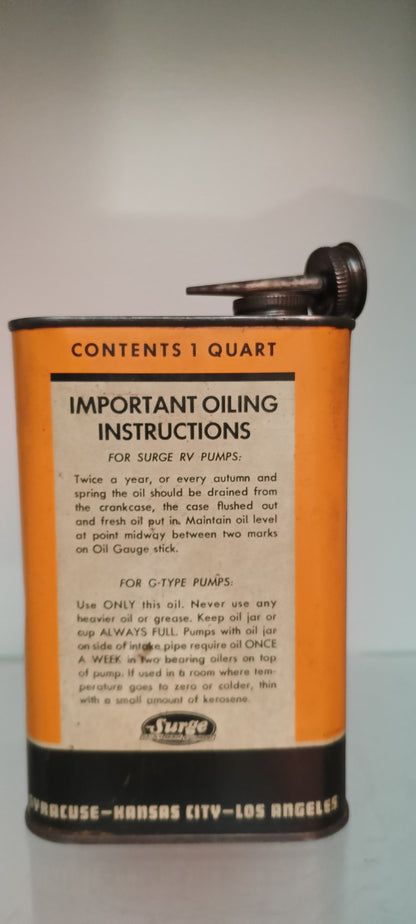 CONTENTS 1 QUART
IMPORTANT OILING
INSTRUCTIONS
FOR SURGE RV PUMPS:
Twice a year, or every autumn and
spring the oil should be drained from
the crankcase, the case flushed out
and fresh oil put in. Maintain oil level
at point midway between two marks
on Oil Gauge stick.
FOR G-TYPE PUMPS:
Use ONLY this oil. Never use any
heavier oil or grease. Keep oil jar or
cup ALWAYS FULL. Pumps with oil jar
on side of intake pipe require oil ONCE
A WEEK in two bearing oilers on top
of pump. If used in a room where tem-
perature goes to zero or colder, thin
with a small amount of kerosene.
Surge
SYRACUSE—KANSAS CITY—LOS ANGELES